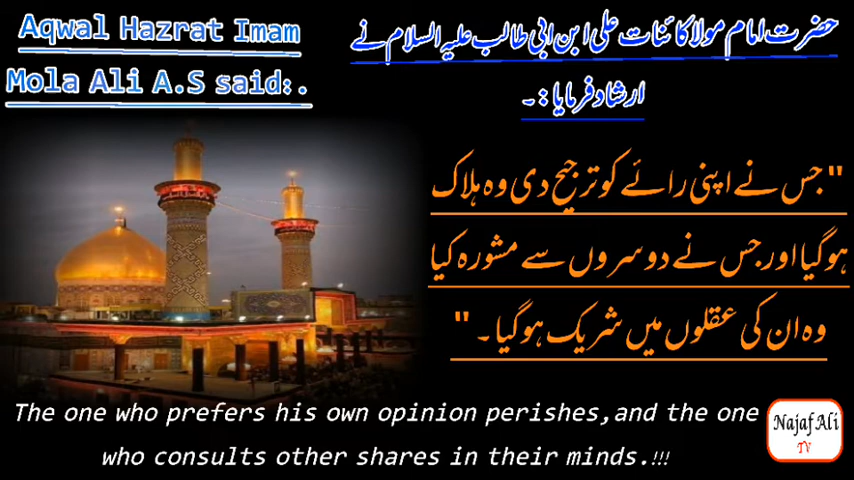 Aqwal Hazrat Imam
Mola Ali A.S said:.
حضرت امام مولا کائنات علی ابن ابی طالب علیہ السلام نے
ارشاد فرمایا:۔
"جس نے اپنی رائے کو ترجیح دی وہ ہلاک
ہوگیا اور جس نے دوسروں سے مشورہ کیا
وہ ان کی عقلوں میں شریک ہوگیا۔"
The one who prefers his own opinion perishes,and the one
who consults other shares in their minds.!!!
Najaf Ali
TV